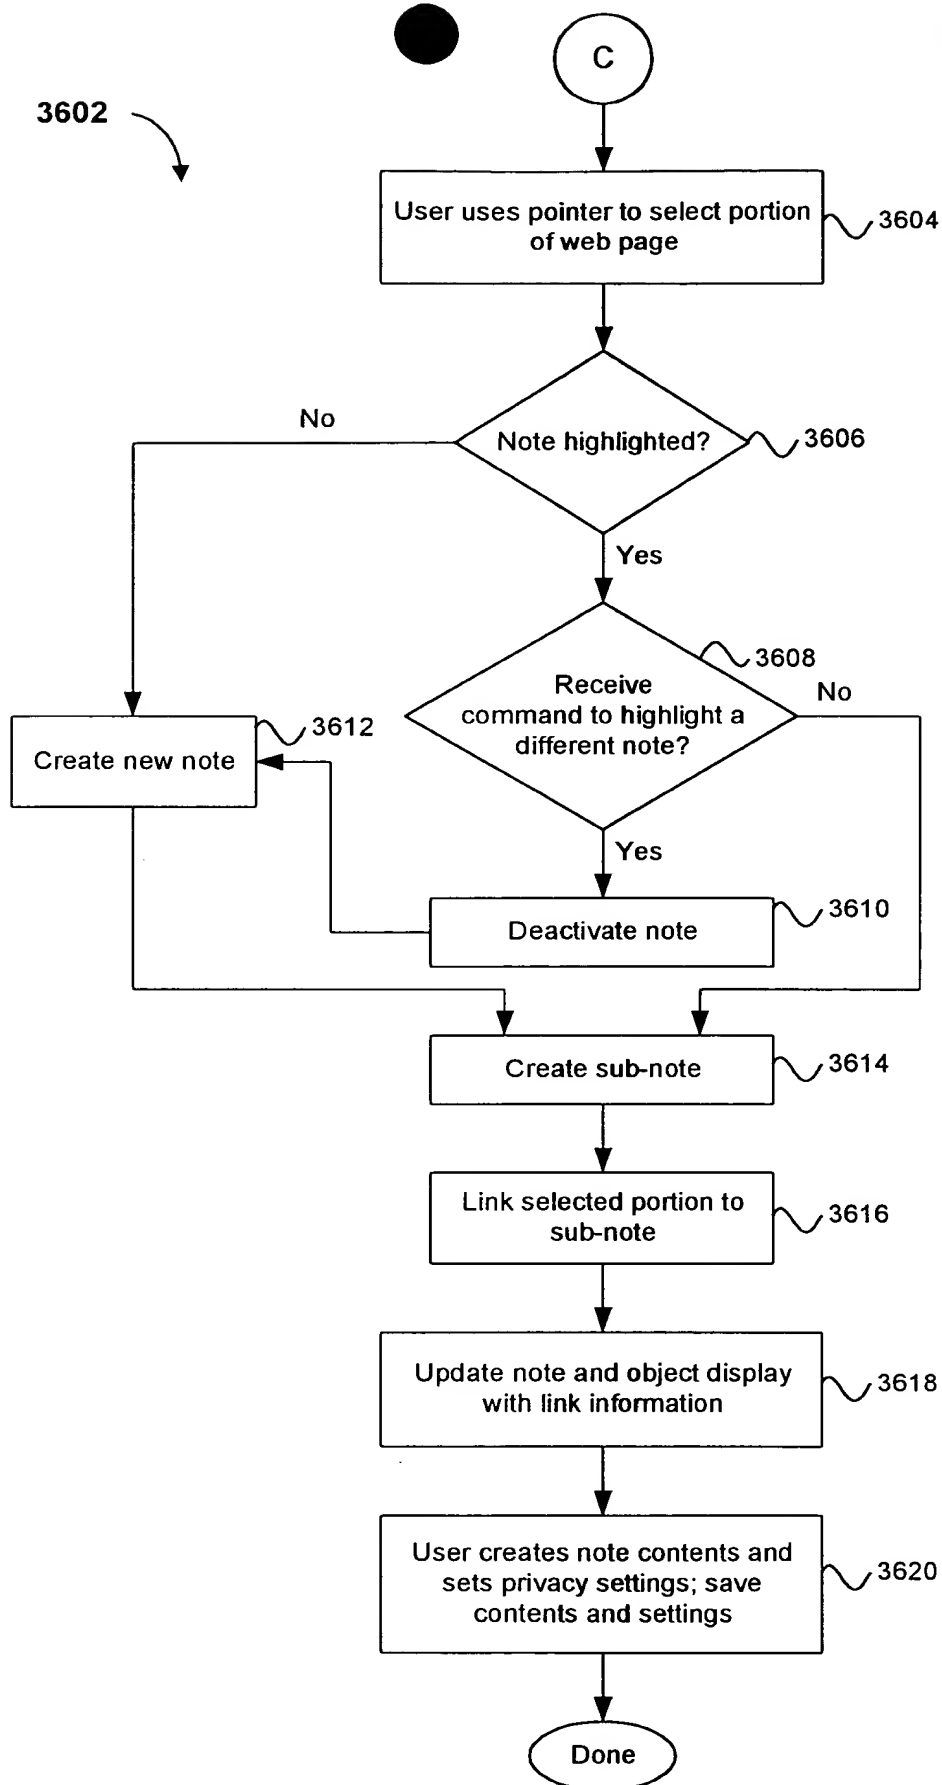 C
3602
User uses pointer to select portion
of web page
3604
No
Note highlighted?
3606
Yes
3608
Receive
command to highlight a
different note?
No
3612
Create new note
Yes
3610
Deactivate note
Create sub-note
3614
Link selected portion to
sub-note
3616
Update note and object display
with link information
3618
User creates note contents and
sets privacy settings; save
contents and settings
3620
Done